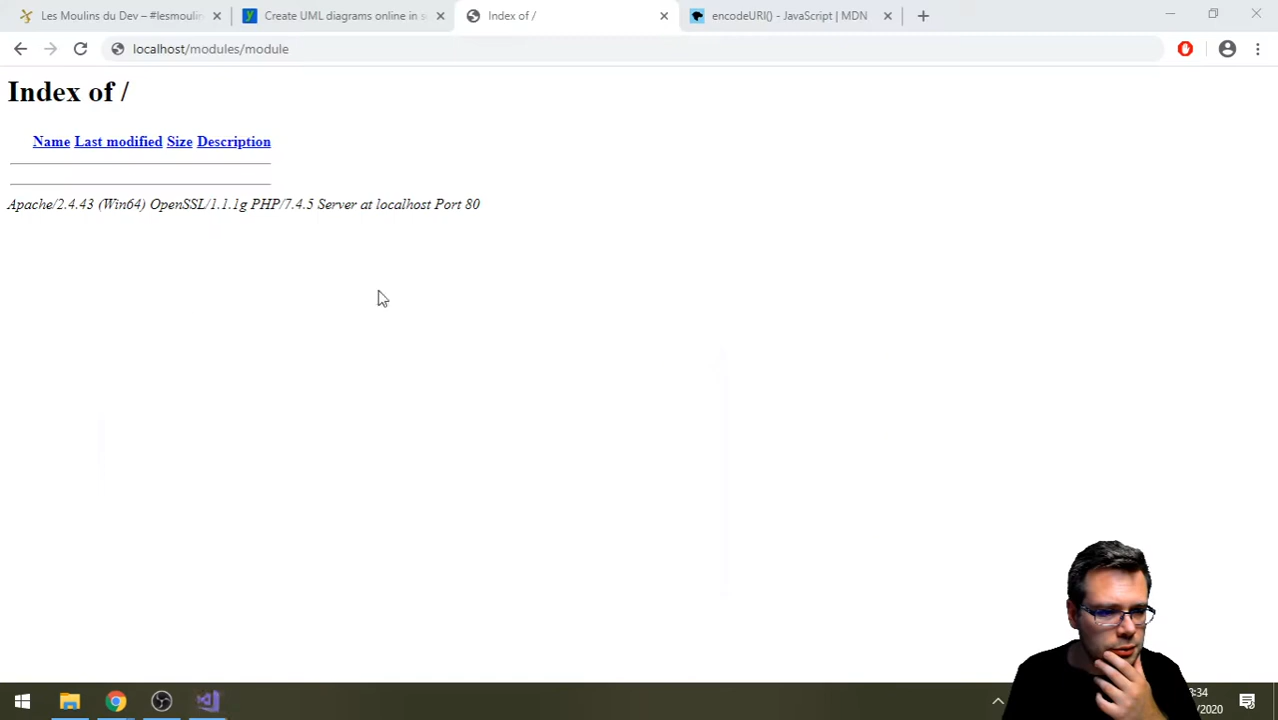 Les Moulins du Dev – #lesmoulin
Create UML diagrams online in s
Index of /
encodeURI() - JavaScript | MDN
localhost/modules/module
Index of /
Name Last modified Size Description
Apache/2.4.43 (Win64) OpenSSL/1.1.1g PHP/7.4.5 Server at localhost Port 80
:34
/2020